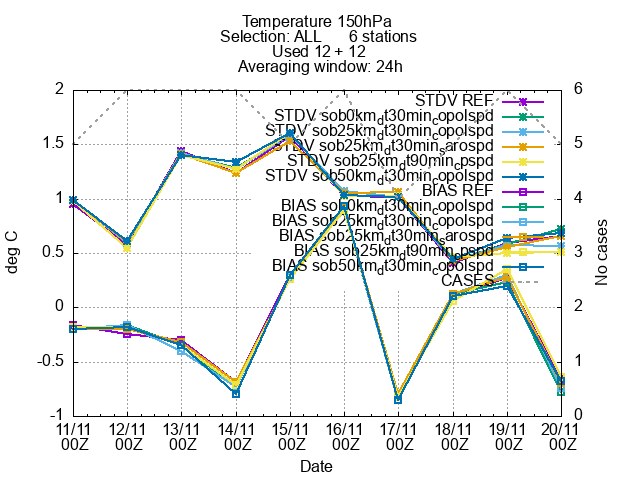 Temperature 150hPa
Selection: ALL 6 stations
Used 12 + 12
Averaging window: 24h
STDV REF
STDV sob0km_dt30min_copolspd
STDV sob25km_dt30min_copolspd
STDV sob25km_dt30min_sarospd
STDV sob25km_dt90min_cpspd
STDV sob50km_dt30min_copolspd
BIAS REF
BIAS sob0km_dt30min_copolspd
BIAS sob25km_dt30min_copolspd
BIAS sob25km_dt30min_sarospd
BIAS sob25km_dt90min_cpspd
BIAS sob50km_dt30min_copolspd
CASES
deg C
2
1.5
1
0.5
0
-0.5
-1
No cases
6
5
4
3
2
1
0
11/11 12/11 13/11 14/11 15/11 16/11 17/11 18/11 19/11 20/11
00Z 00Z 00Z 00Z 00Z 00Z 00Z 00Z 00Z 00Z
Date